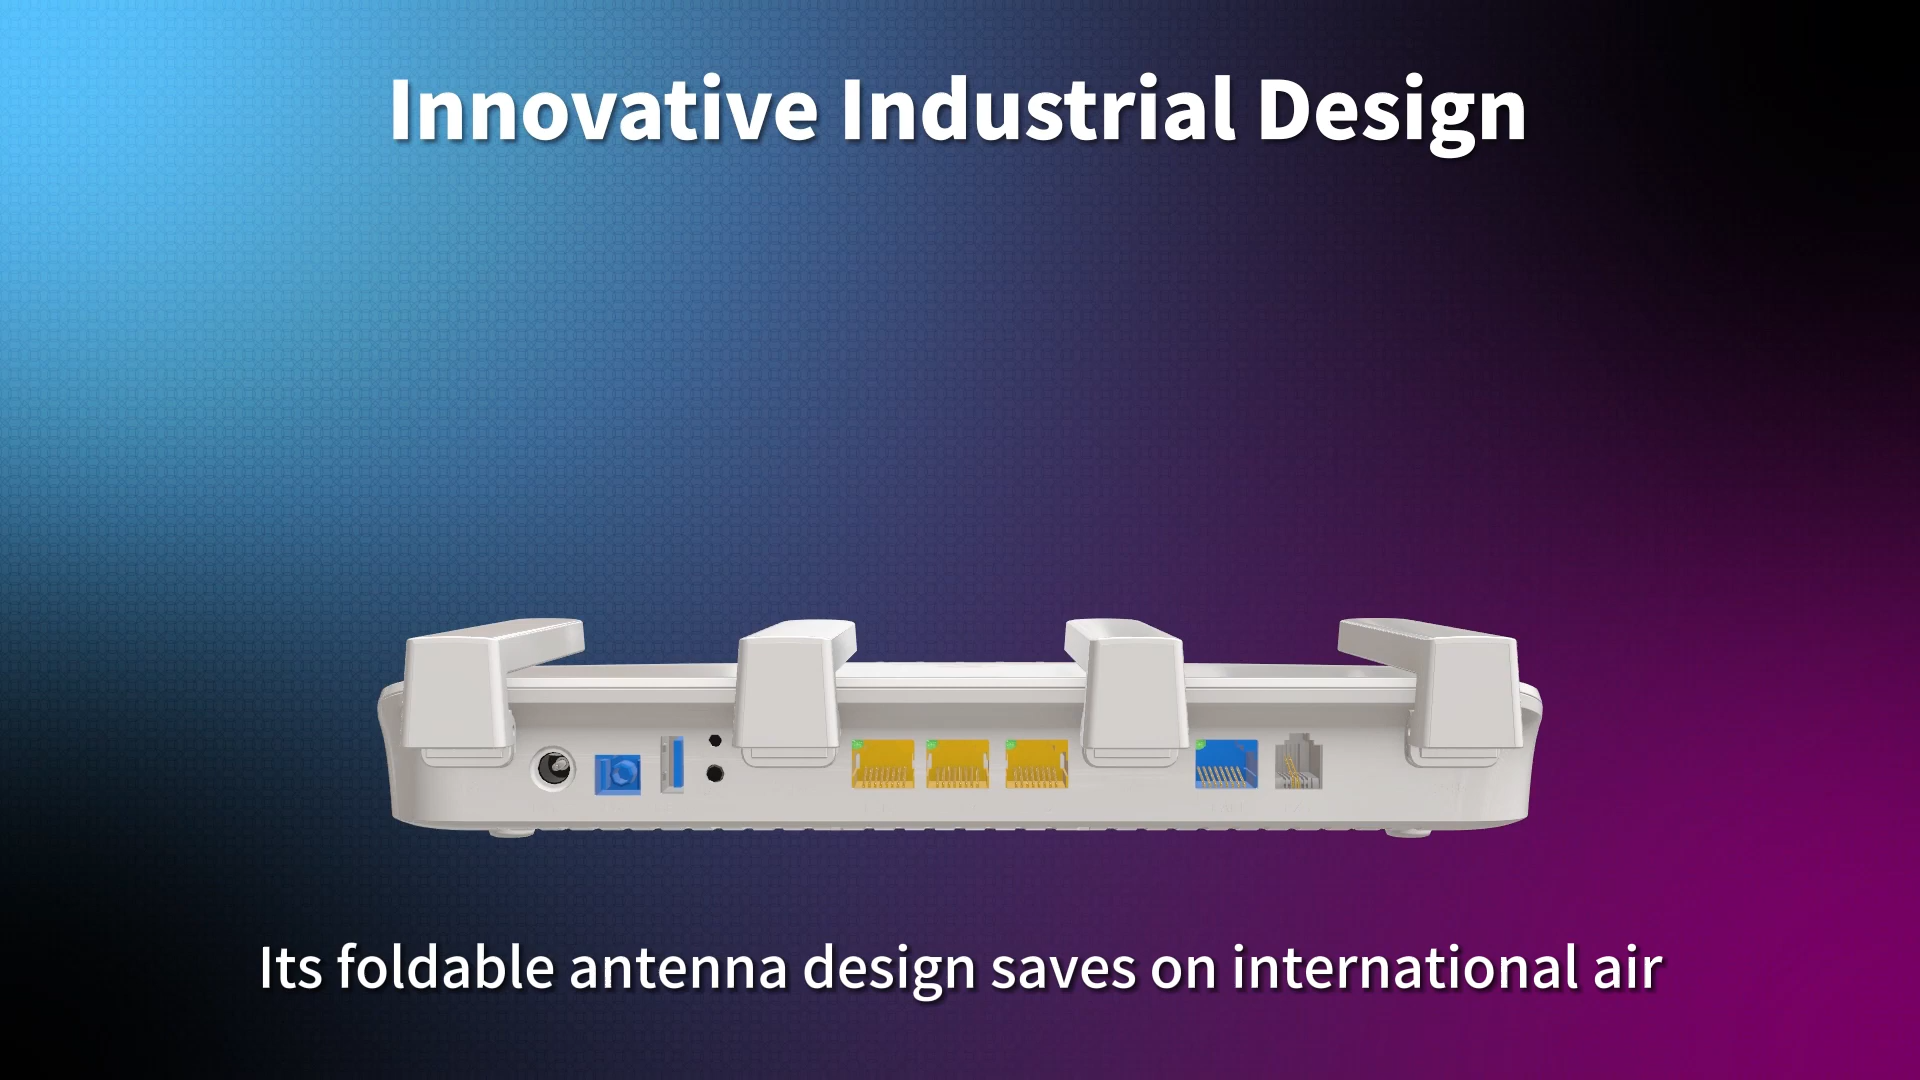 Innovative Industrial Design
Its foldable antenna design saves on international air